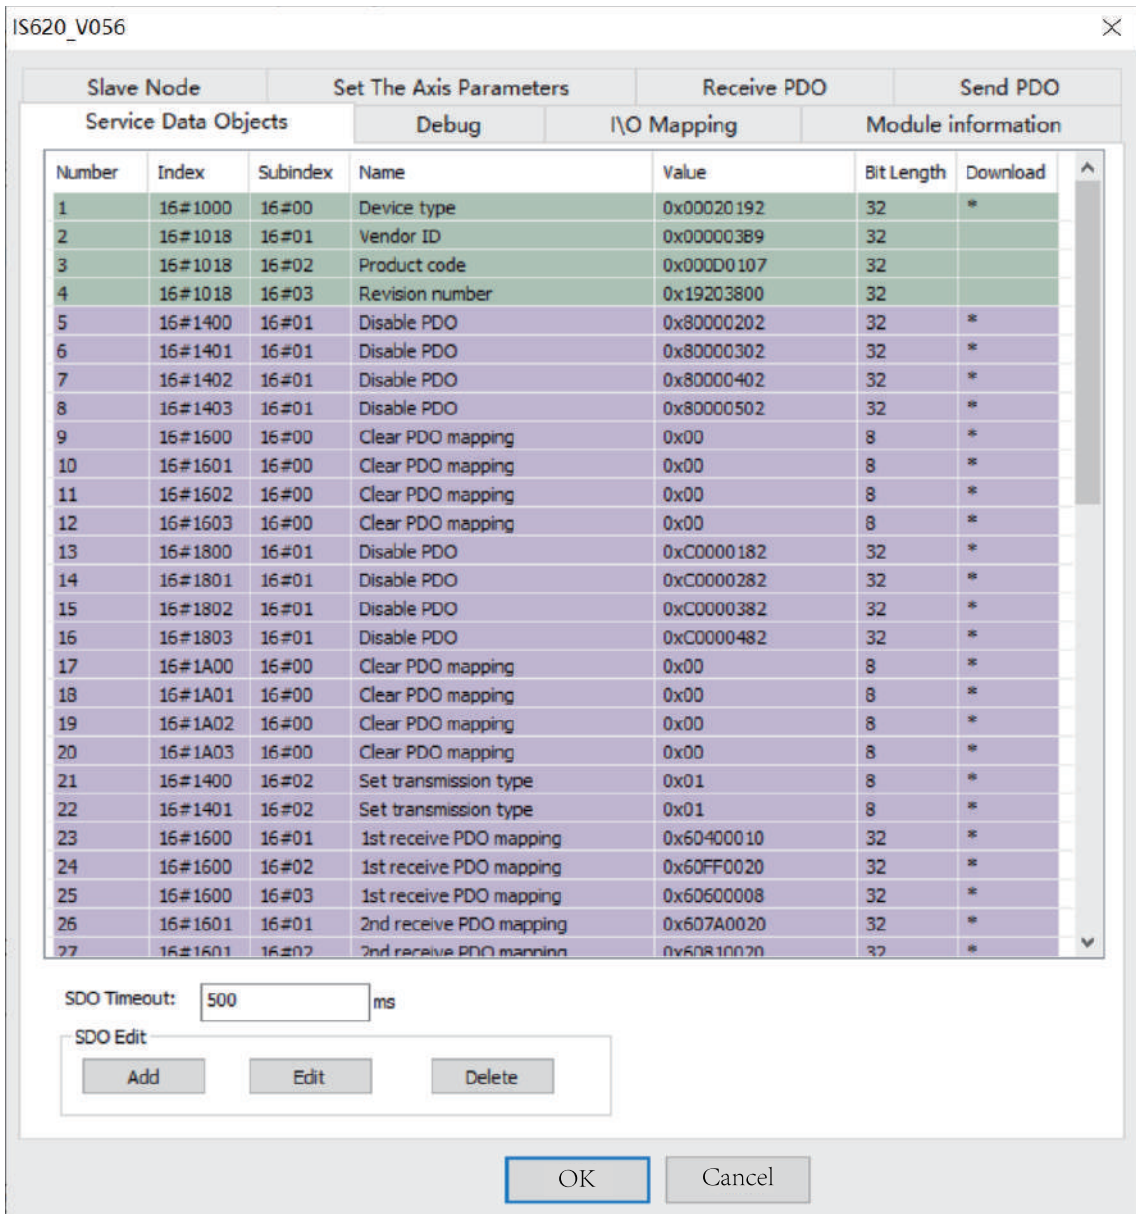 IS620_V056
Slave Node Set The Axis Parameters Receive PDO Send PDO
Service Data Objects Debug I\O Mapping Module information
Number Index Subindex Name Value Bit Length Download
1 16#1000 16#00 Device type 0x00020192 32 *
2 16#1018 16#01 Vendor ID 0x000003B9 32
3 16#1018 16#02 Product code 0x000D0107 32
4 16#1018 16#03 Revision number 0x19203800 32
5 16#1400 16#01 Disable PDO 0x80000202 32 *
6 16#1401 16#01 Disable PDO 0x80000302 32 *
7 16#1402 16#01 Disable PDO 0x80000402 32 *
8 16#1403 16#01 Disable PDO 0x80000502 32 *
9 16#1600 16#00 Clear PDO mapping 0x00 8 *
10 16#1601 16#00 Clear PDO mapping 0x00 8 *
11 16#1602 16#00 Clear PDO mapping 0x00 8 *
12 16#1603 16#00 Clear PDO mapping 0x00 8 *
13 16#1800 16#01 Disable PDO 0xC0000182 32 *
14 16#1801 16#01 Disable PDO 0xC0000282 32 *
15 16#1802 16#01 Disable PDO 0xC0000382 32 *
16 16#1803 16#01 Disable PDO 0xC0000482 32 *
17 16#1A00 16#00 Clear PDO mapping 0x00 8 *
18 16#1A01 16#00 Clear PDO mapping 0x00 8 *
19 16#1A02 16#00 Clear PDO mapping 0x00 8 *
20 16#1A03 16#00 Clear PDO mapping 0x00 8 *
21 16#1400 16#02 Set transmission type 0x01 8 *
22 16#1401 16#02 Set transmission type 0x01 8 *
23 16#1600 16#01 1st receive PDO mapping 0x60400010 32 *
24 16#1600 16#02 1st receive PDO mapping 0x60FF0020 32 *
25 16#1600 16#03 1st receive PDO mapping 0x60600008 32 *
26 16#1601 16#01 2nd receive PDO mapping 0x607A0020 32 *
27 16#1601 16#02 2nd receive PDO mapping 0x60810020 32 *
SDO Timeout: 500 ms
SDO Edit
Add Edit Delete
OK Cancel